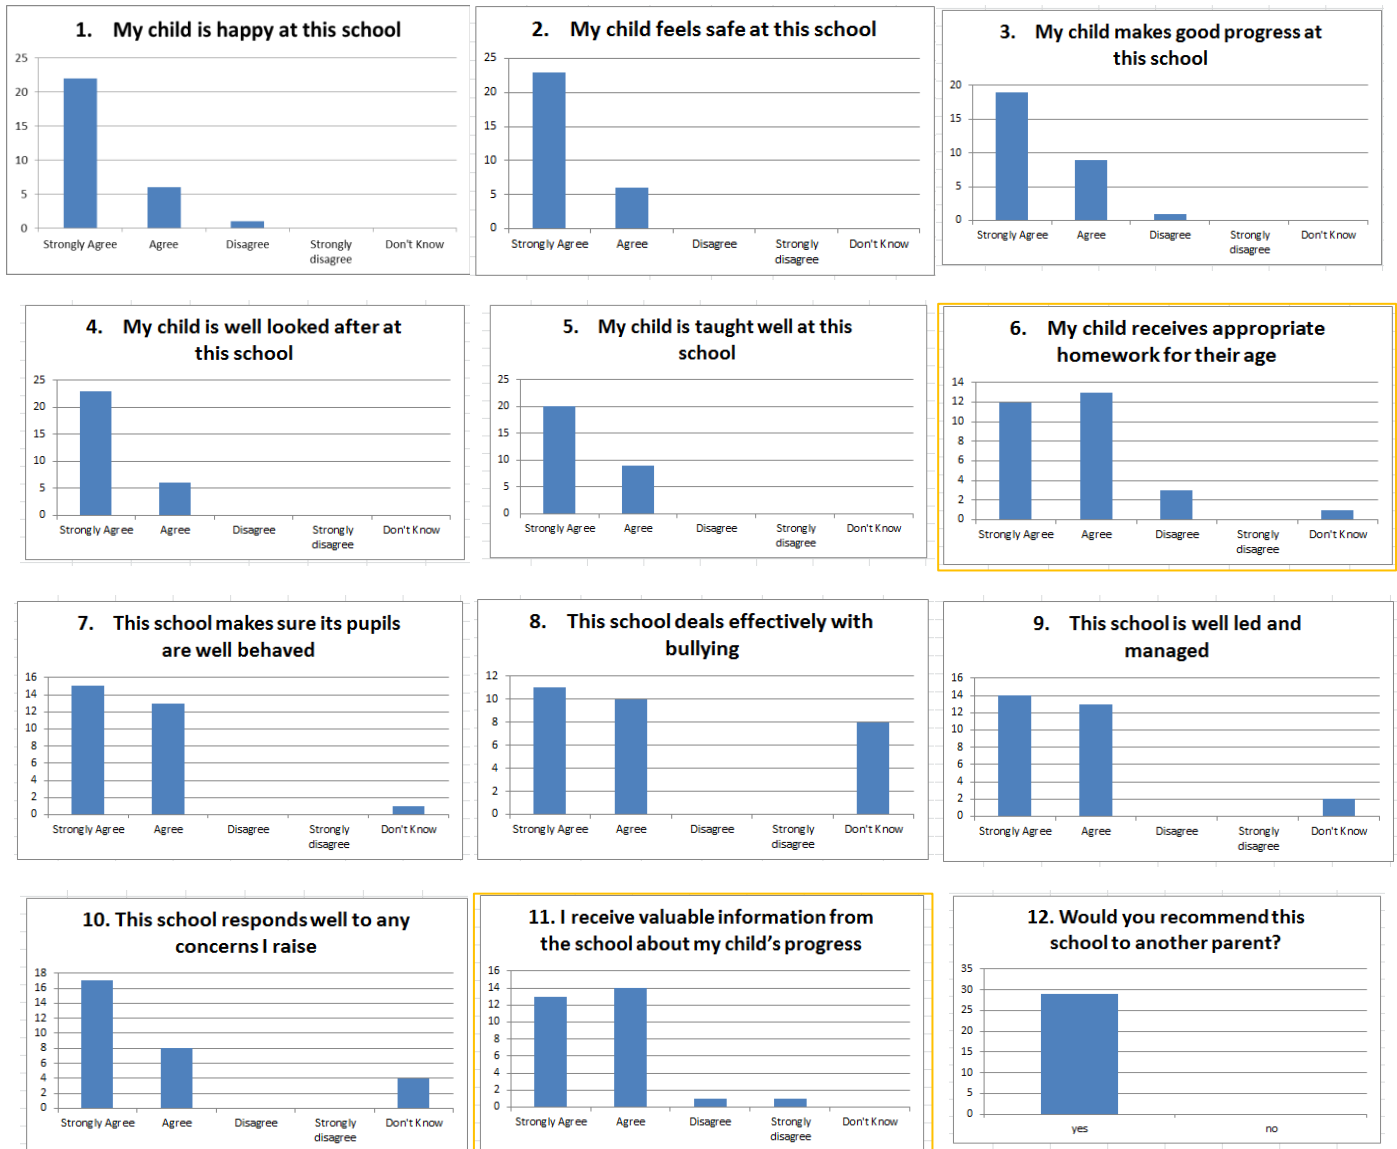 1. My child is happy at this school
25
20
15
10
5
0
Strongly Agree Agree Disagree Strongly disagree Don't Know
2. My child feels safe at this school
25
20
15
10
5
0
Strongly Agree Agree Disagree Strongly disagree Don't Know
3. My child makes good progress at
this school
20
15
10
5
0
Strongly Agree Agree Disagree Strongly disagree Don't Know
4. My child is well looked after at
this school
25
20
15
10
5
0
Strongly Agree Agree Disagree Strongly disagree Don't Know
5. My child is taught well at this
school
25
20
15
10
5
0
Strongly Agree Agree Disagree Strongly disagree Don't Know
6. My child receives appropriate
homework for their age
14
12
10
8
6
4
2
0
Strongly Agree Agree Disagree Strongly disagree Don't Know
7. This school makes sure its pupils
are well behaved
16
14
12
10
8
6
4
2
0
Strongly Agree Agree Disagree Strongly disagree Don't Know
8. This school deals effectively with
bullying
12
10
8
6
4
2
0
Strongly Agree Agree Disagree Strongly disagree Don't Know
9. This school is well led and
managed
16
14
12
10
8
6
4
2
0
Strongly Agree Agree Disagree Strongly disagree Don't Know
10. This school responds well to any
concerns I raise
18
16
14
12
10
8
6
4
2
0
Strongly Agree Agree Disagree Strongly disagree Don't Know
11. I receive valuable information from
the school about my child’s progress
16
14
12
10
8
6
4
2
0
Strongly Agree Agree Disagree Strongly disagree Don't Know
12. Would you recommend this
school to another parent?
35
30
25
20
15
10
5
0
yes no